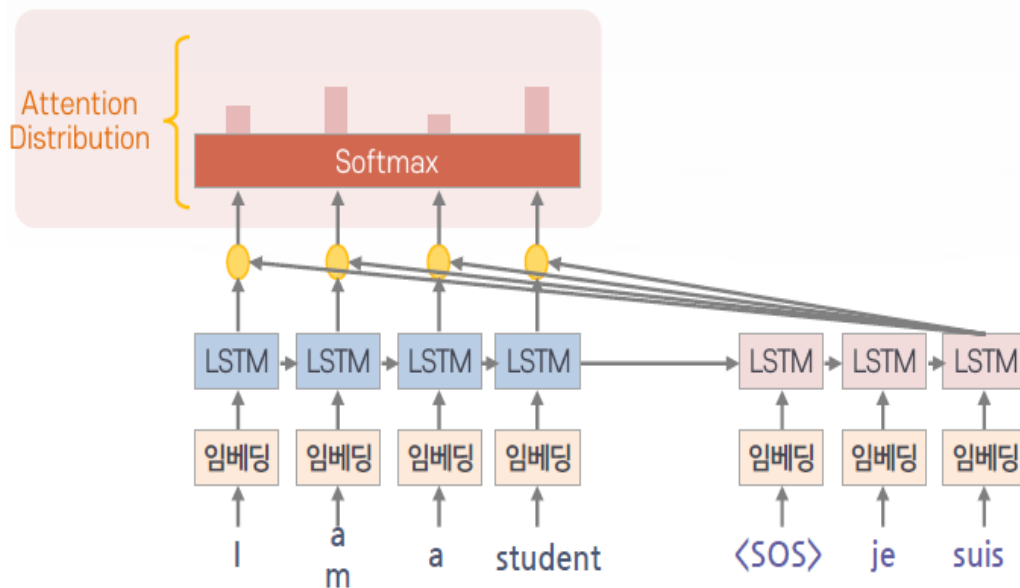 Attention
Distribution
Softmax
LSTM LSTM LSTM LSTM LSTM LSTM LSTM
임베딩 임베딩 임베딩 임베딩 임베딩 임베딩 임베딩
I a
m a student <SOS> je suis